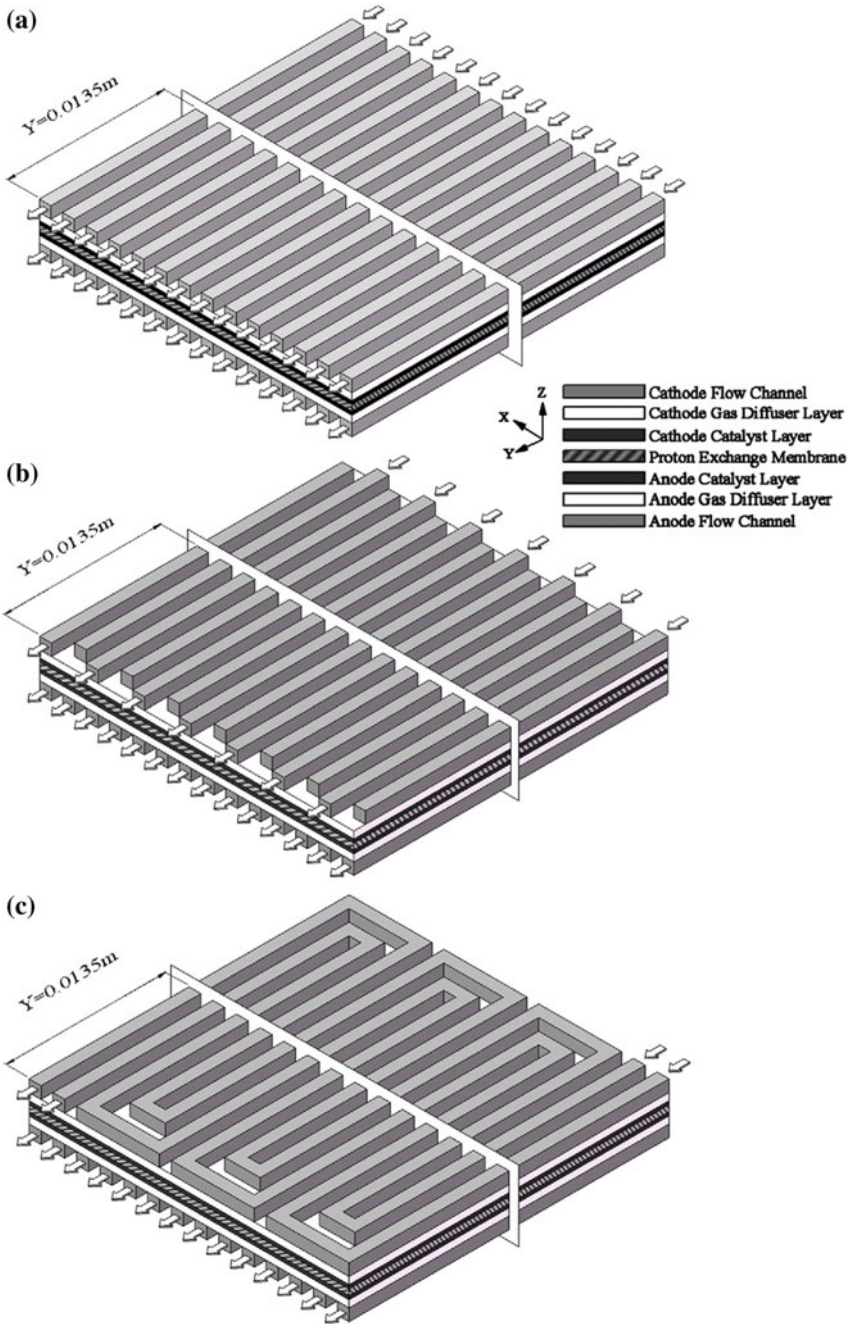 (a)
Y=0.0135m
Z
X
Y
Cathode Flow Channel
Cathode Gas Diffuser Layer
Cathode Catalyst Layer
Proton Exchange Membrane
Anode Catalyst Layer
Anode Gas Diffuser Layer
Anode Flow Channel
(b)
Y=0.0135m
(c)
Y=0.0135m